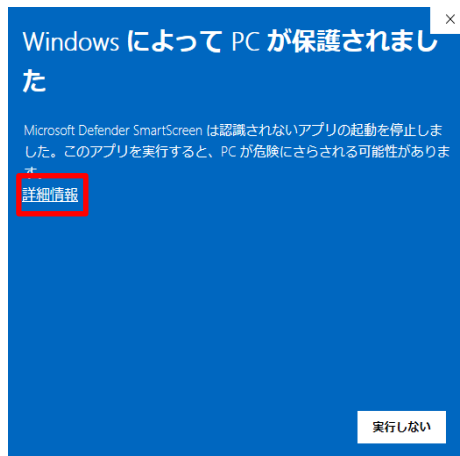 Windows によって PC が保護されまし
た
Microsoft Defender SmartScreen は認識されないアプリの起動を停止しま
した。このアプリを実行すると、PC が危険にさらされる可能性がありま
す。
詳細情報
実行しない